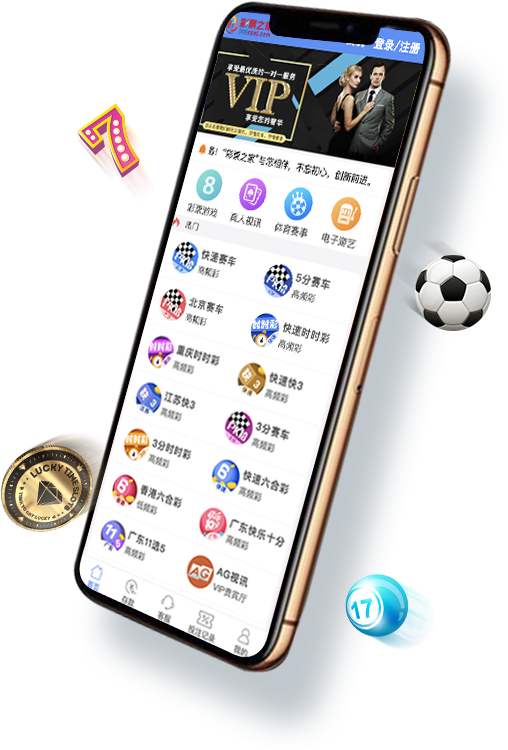 彩票之家
登录/注册
享受最优质的一对一服务
VIP
享受您的奢华
彩！“彩票之家”与您相伴，不忘初心，创新前进。
8
彩票游戏
真人视讯
体育赛事
电子游艺
热门
快速赛车
高频彩
5分赛车
高频彩
北京赛车
高频彩
快速时时彩
高频彩
重庆时时彩
高频彩
快速快3
高频彩
江苏快3
高频彩
3分赛车
高频彩
3分时时彩
高频彩
快速六合彩
高频彩
香港六合彩
低频彩
广东快乐十分
高频彩
广东11选5
高频彩
AG
AG视讯
VIP贵宾厅
首页
存款
客服
投注记录
我的
7
LUCKY TIME SLOTS
17